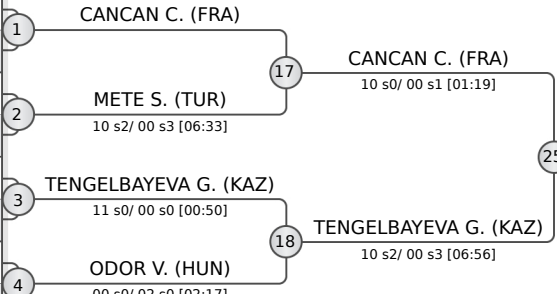 CANCAN C. (FRA)
1
17
CANCAN C. (FRA)
10 s0/ 00 s1 [01:19]
METE S. (TUR)
2
10 s2/ 00 s3 [06:33]
25
TENGELBAYEVA G. (KAZ)
3
11 s0/ 00 s0 [00:50]
18
TENGELBAYEVA G. (KAZ)
10 s2/ 00 s3 [06:56]
ODOR V. (HUN)
4